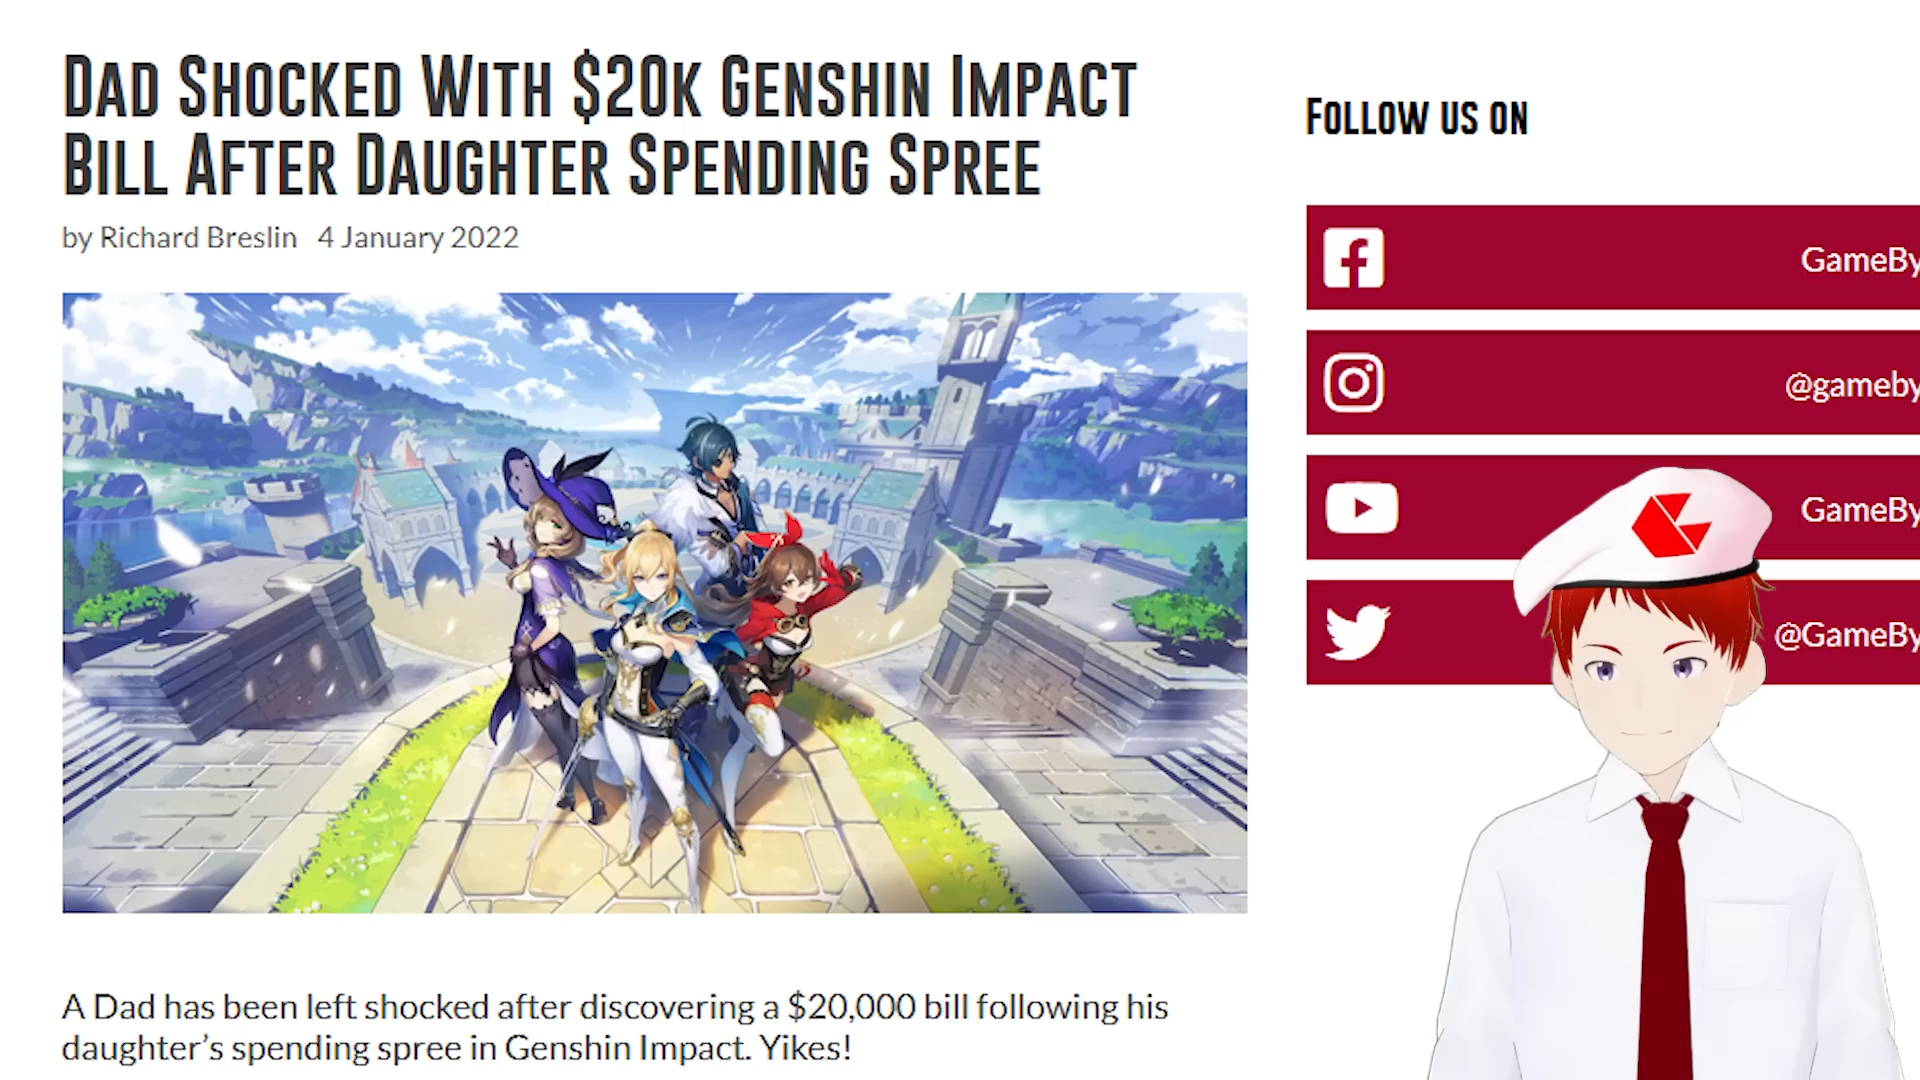 Dad Shocked With $20k Genshin Impact
Bill After Daughter Spending Spree
by Richard Breslin 4 January 2022
A Dad has been left shocked after discovering a $20,000 bill following his
daughter’s spending spree in Genshin Impact. Yikes!
Follow us on
GameBy
@gameby
GameBy
@GameBy